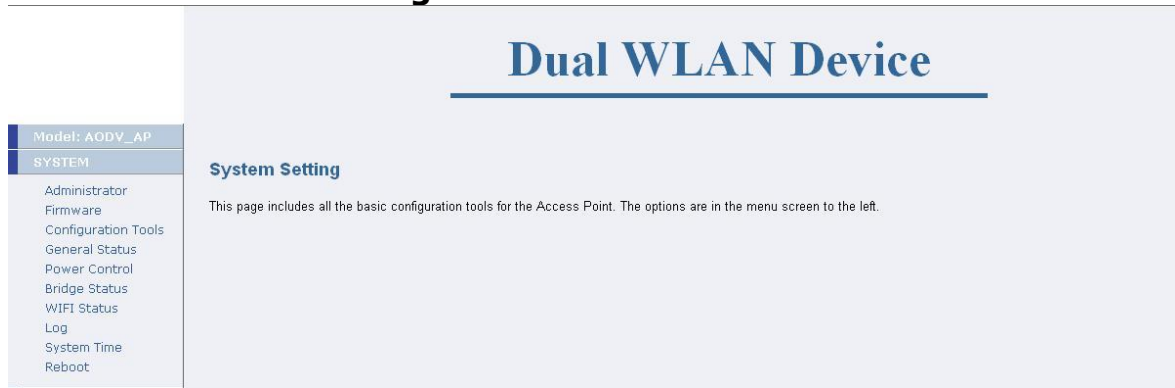 Dual WLAN Device
Model: AODV_AP
SYSTEM
Administrator
Firmware
Configuration Tools
General Status
Power Control
Bridge Status
WIFI Status
Log
System Time
Reboot
System Setting
This page includes all the basic configuration tools for the Access Point. The options are in the menu screen to the left.